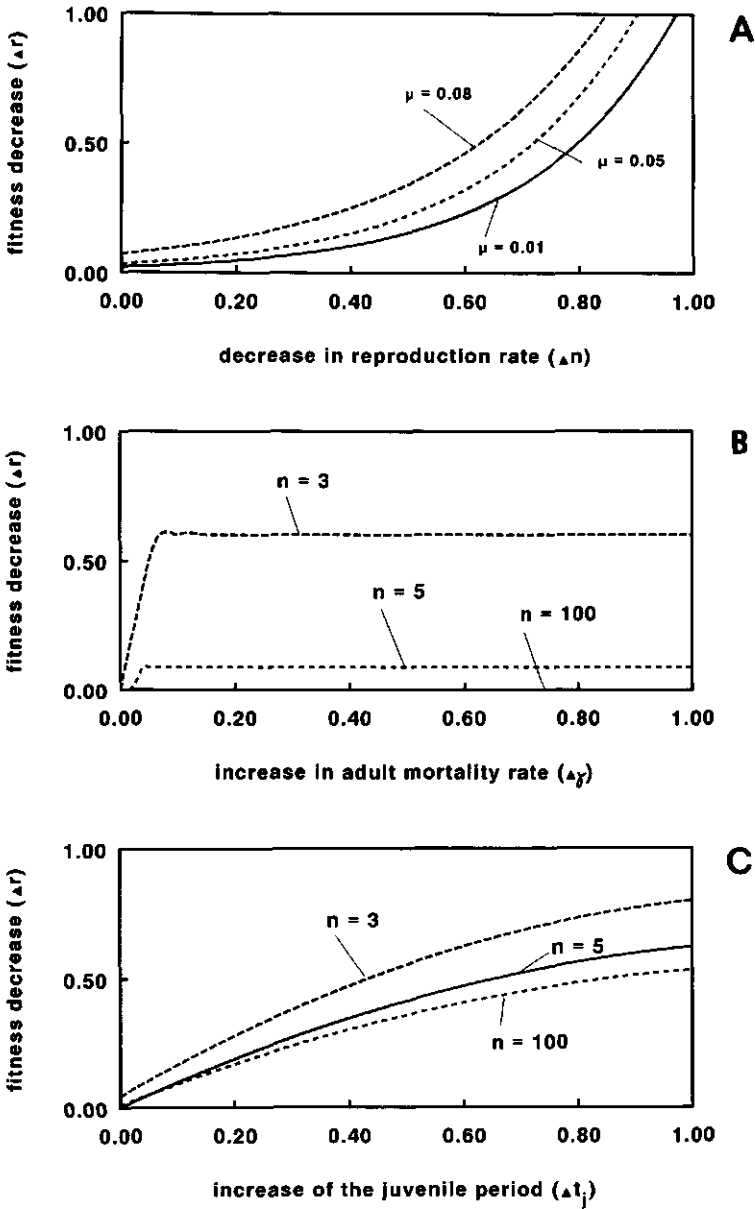 A
fitness decrease (▲r)
1.00
0.50
0.00
μ = 0.08
μ = 0.05
μ = 0.01
0.00 0.20 0.40 0.60 0.80 1.00
decrease in reproduction rate (▲n)
B
fitness decrease (▲r)
1.00
0.50
0.00
n = 3
n = 5
n = 100
0.00 0.20 0.40 0.60 0.80 1.00
increase in adult mortality rate (▲γ)
C
fitness decrease (▲r)
1.00
0.50
0.00
n = 3
n = 5
n = 100
0.00 0.20 0.40 0.60 0.80 1.00
increase of the juvenile period (▲tj)